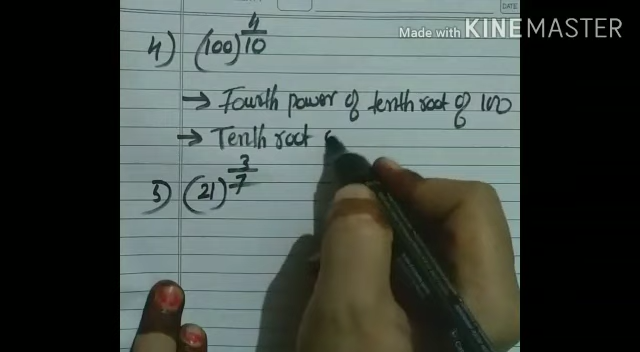 DATE
Made with KINEMASTER
4) (100)^4/10
→ Fourth power of tenth root of 100
→ Tenth root
5) (21)^3/7